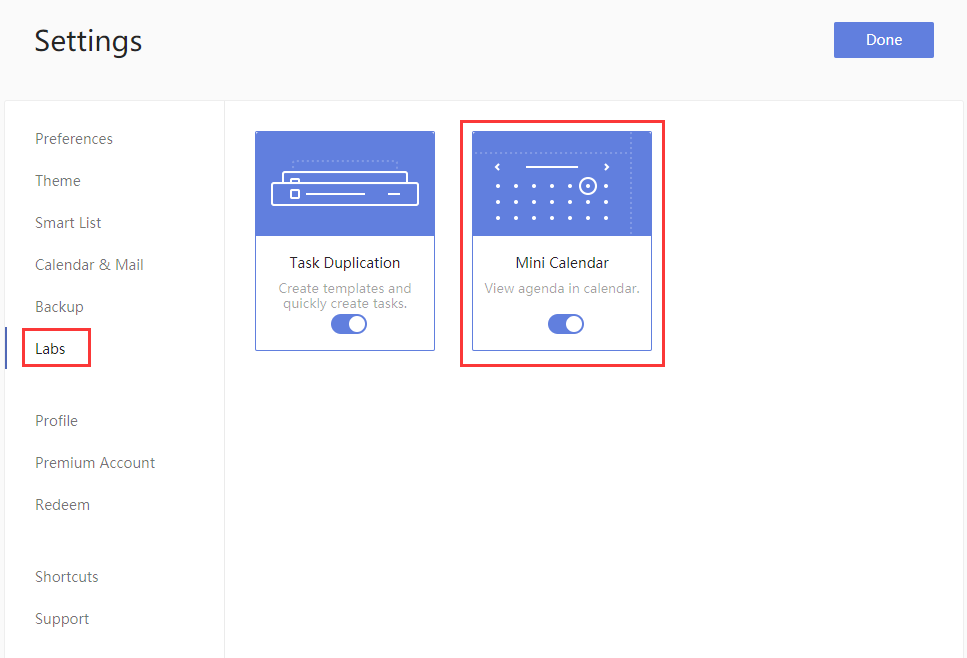 Settings
Done
Preferences
Theme
Smart List
Calendar & Mail
Backup
Labs
Profile
Premium Account
Redeem
Shortcuts
Support
Task Duplication
Create templates and
quickly create tasks.
Mini Calendar
View agenda in calendar.